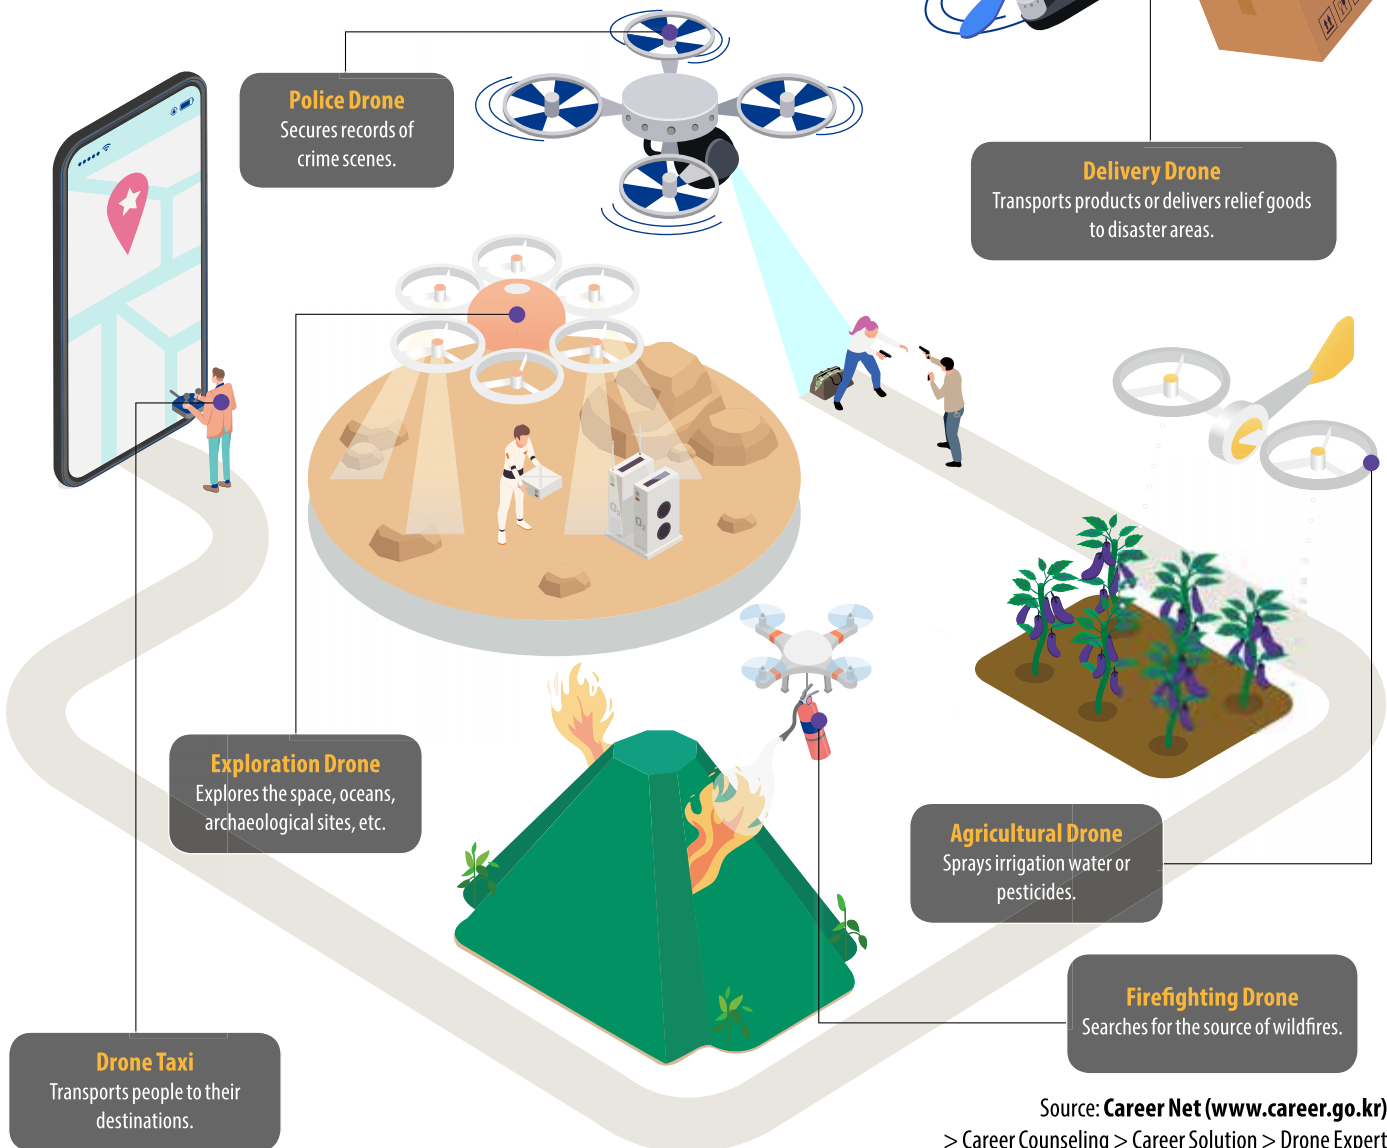 Police Drone
Secures records of
crime scenes.
Delivery Drone
Transports products or delivers relief goods
to disaster areas.
O₂
O₂
Exploration Drone
Explores the space, oceans,
archaeological sites, etc.
Agricultural Drone
Sprays irrigation water or
pesticides.
Firefighting Drone
Searches for the source of wildfires.
Drone Taxi
Transports people to their
destinations.
Source: Career Net (www.career.go.kr)
> Career Counseling > Career Solution > Drone Expert